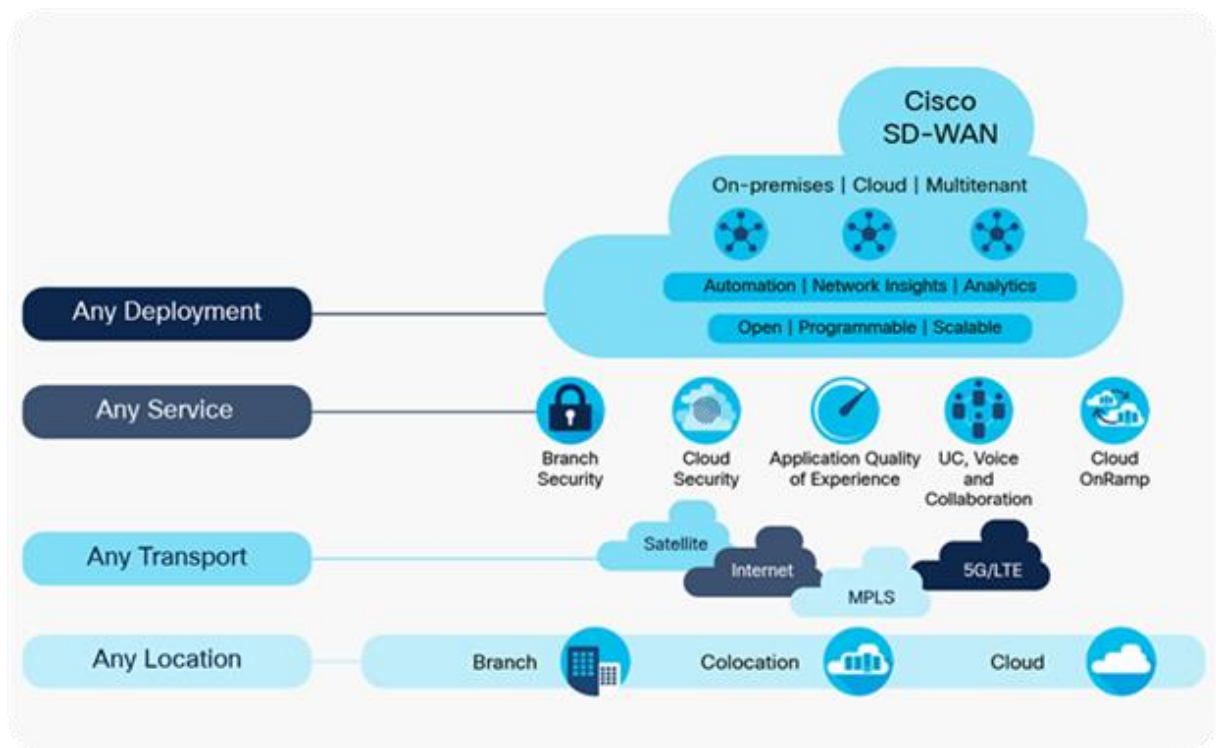 Cisco
SD-WAN
On-premises | Cloud | Multitenant
Automation | Network Insights | Analytics
Open | Programmable | Scalable
Any Deployment
Any Service
Branch
Security
Cloud
Security
Application Quality
of Experience
UC, Voice
and
Collaboration
Cloud
OnRamp
Any Transport
Satellite
Internet
MPLS
5G/LTE
Any Location
Branch
Colocation
Cloud